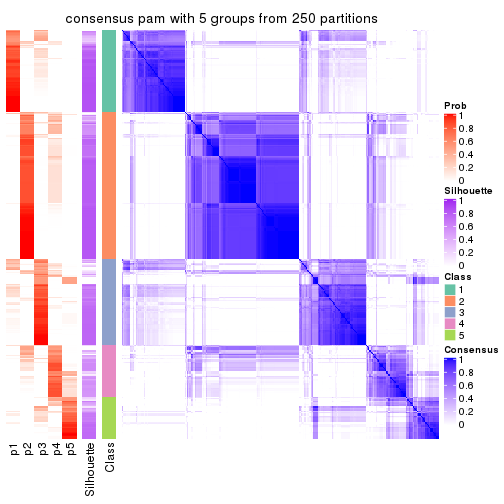 consensus pam with 5 groups from 250 partitions
Prob
1
0.8
0.6
0.4
0.2
0
Silhouette
1
0.8
0.6
0.4
0.2
0
Class
1
2
3
4
5
Consensus
1
0.8
0.6
0.4
0.2
0
p1
p2
p3
p4
p5
Silhouette
Class